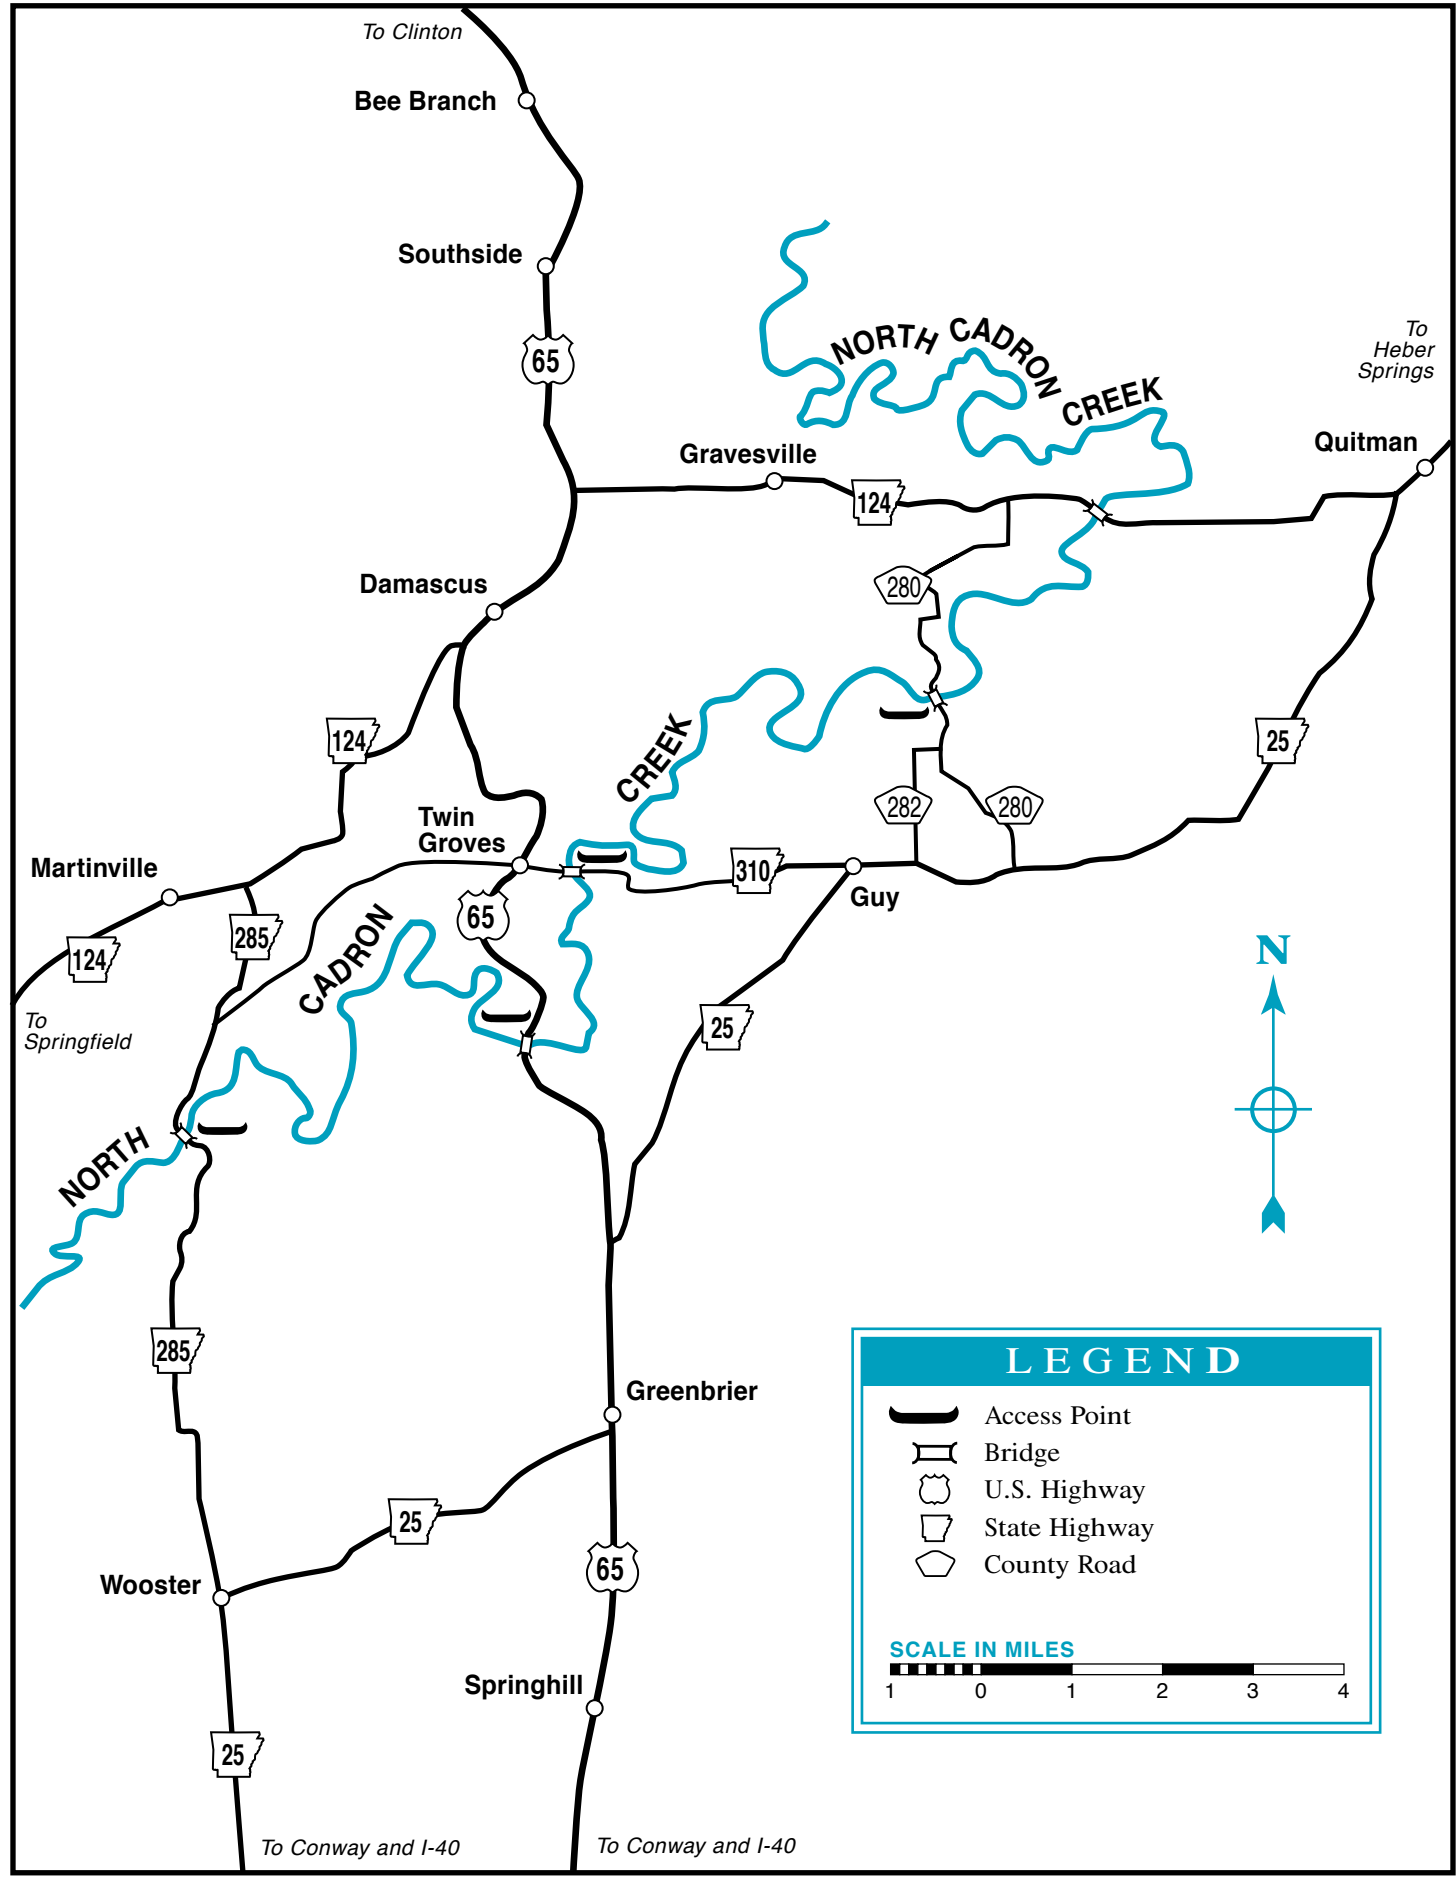 To Clinton
Bee Branch
Southside
65
NORTH CADRON CREEK
To
Heber
Springs
Quitman
Gravesville
124
Damascus
280
CREEK
124
25
Twin
Groves
282
280
Martinville
310
Guy
65
CADRON
285
124
N
To
Springfield
25
NORTH
285
LEGEND
Greenbrier
Access Point
Bridge
U.S. Highway
State Highway
25
County Road
65
Wooster
SCALE IN MILES
1 0 1 2 3 4
Springhill
25
To Conway and I-40
To Conway and I-40